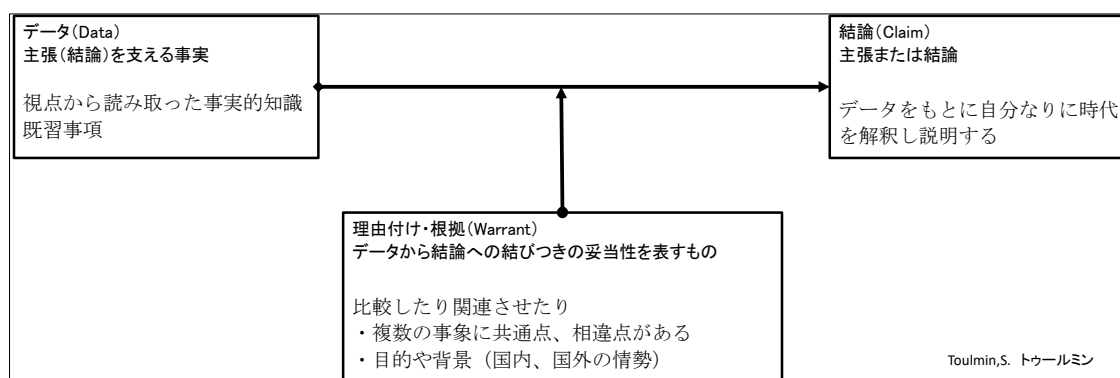 データ(Data)
主張(結論)を支える事実
視点から読み取った事実的知識
既習事項
結論(Claim)
主張または結論
データをもとに自分なりに時代
を解釈し説明する
理由付け・根拠(Warrant)
データから結論への結びつきの妥当性を表すもの
比較したり関連させたり
・複数の事象に共通点、相違点がある
・目的や背景（国内、国外の情勢）
Toulmin,S. トゥールミン